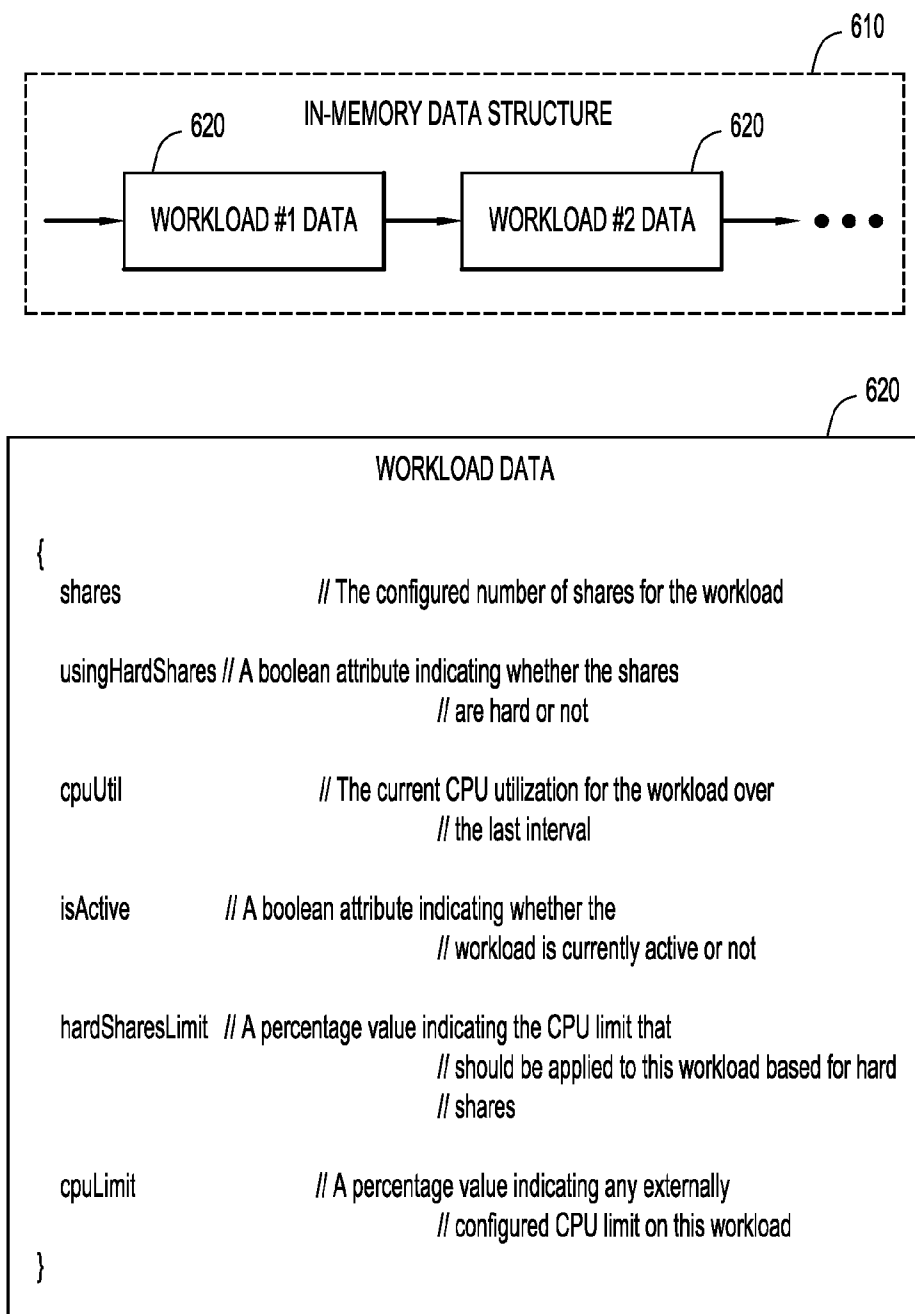 610
IN-MEMORY DATA STRUCTURE
620
620
WORKLOAD #1 DATA
WORKLOAD #2 DATA
620
WORKLOAD DATA
{
shares // The configured number of shares for the workload
usingHardShares // A boolean attribute indicating whether the shares
// are hard or not
cpuUtil // The current CPU utilization for the workload over
// the last interval
isActive // A boolean attribute indicating whether the
// workload is currently active or not
hardSharesLimit // A percentage value indicating the CPU limit that
// should be applied to this workload based for hard
// shares
cpuLimit // A percentage value indicating any externally
// configured CPU limit on this workload
}